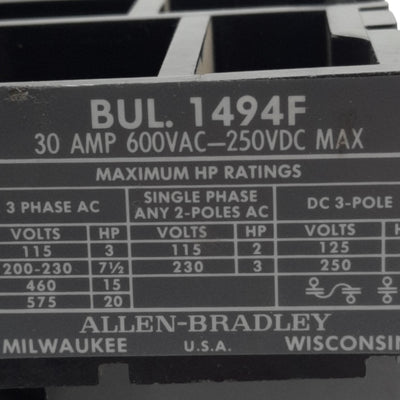 BUL. 1494F
30 AMP 600VAC—250VDC MAX
MAXIMUM HP RATINGS
3 PHASE AC SINGLE PHASE ANY 2-POLES AC DC 3-POLE
VOLTS HP VOLTS HP VOLTS
115 3 115 2 125
200-230 7½ 230 3 250
460 15
575 20
ALLEN-BRADLEY
MILWAUKEE U.S.A. WISCONSIN